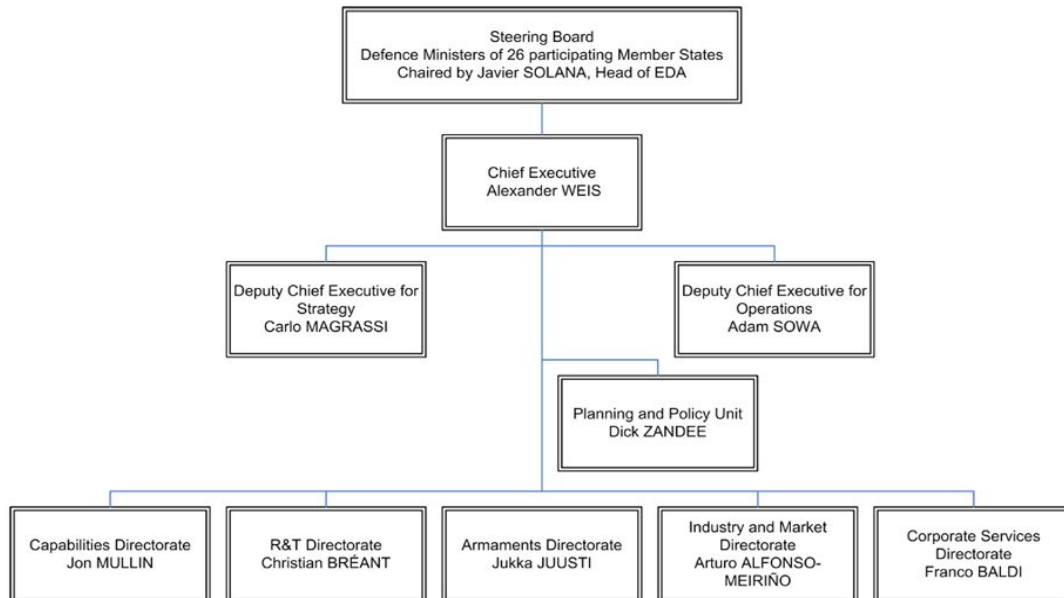 Steering Board
Defence Ministers of 26 participating Member States
Chaired by Javier SOLANA, Head of EDA
Chief Executive
Alexander WEIS
Deputy Chief Executive for
Strategy
Carlo MAGRASSI
Deputy Chief Executive for
Operations
Adam SOWA
Planning and Policy Unit
Dick ZANDEE
Capabilities Directorate
Jon MULLIN
R&T Directorate
Christian BRÉANT
Armaments Directorate
Jukka JUUSTI
Industry and Market
Directorate
Arturo ALFONSO-
MEIRIÑO
Corporate Services
Directorate
Franco BALDI